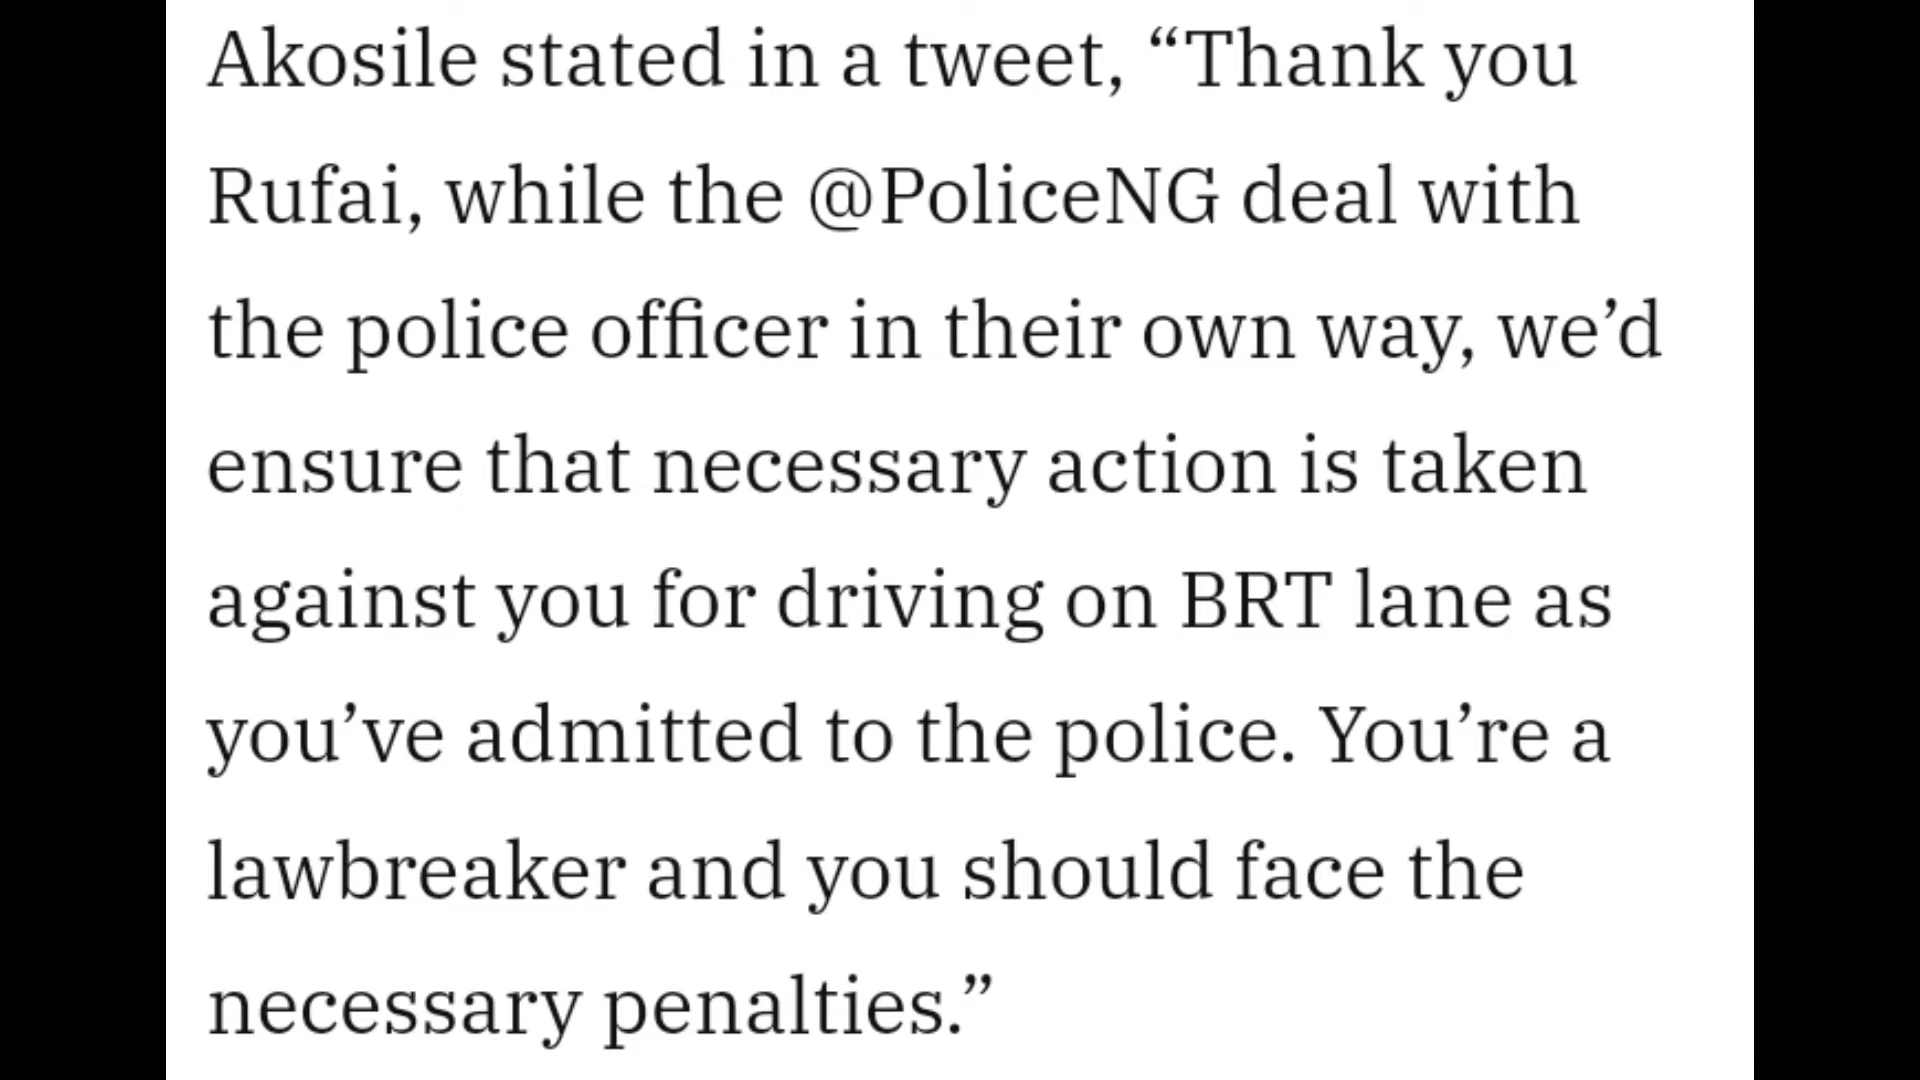 Akosile stated in a tweet, “Thank you
Rufai, while the @PoliceNG deal with
the police officer in their own way, we’d
ensure that necessary action is taken
against you for driving on BRT lane as
you’ve admitted to the police. You’re a
lawbreaker and you should face the
necessary penalties.”